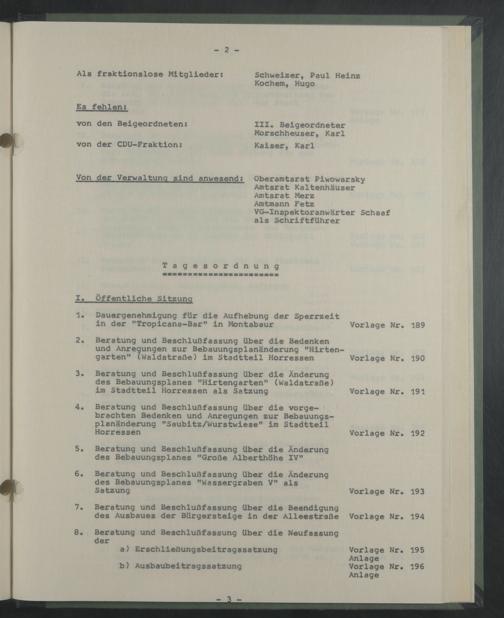 - 2 -
Als fraktionslose Mitglieder: Schweizer, Paul Heinz
Kochem, Hugo
Es fehlen:
von den Beigeordneten: III. Beigeordneter
Morschheuser, Karl
von der CDU-Fraktion: Kaiser, Karl
Von der Verwaltung sind anwesend: Oberamtsrat Piwowarsky
Amtsrat Kaltenhäuser
Amtsrat Merz
Amtmann Fetz
VG-Inspektoranwärter Schaaf
als Schriftführer
T a g e s o r d n u n g
=======================
I. Öffentliche Sitzung
1. Dauergenehmigung für die Aufhebung der Sperrzeit
in der "Tropicana-Bar" in Montabaur Vorlage Nr. 189
2. Beratung und Beschlußfassung über die Bedenken
und Anregungen zur Bebauungsplanänderung "Hirten-
garten" (Waldstraße) im Stadtteil Horressen Vorlage Nr. 190
3. Beratung und Beschlußfassung über die Änderung
des Bebauungsplanes "Hirtengarten" (Waldstraße)
im Stadtteil Horressen als Satzung Vorlage Nr. 191
4. Beratung und Beschlußfassung über die vorge-
brachten Bedenken und Anregungen zur Bebauungs-
planänderung "Saubitz/Wurstwiese" im Stadtteil
Horressen Vorlage Nr. 192
5. Beratung und Beschlußfassung über die Änderung
des Bebauungsplanes "Große Alberthöhe IV"
6. Beratung und Beschlußfassung über die Änderung
des Bebauungsplanes "Wassergraben V" als
Satzung Vorlage Nr. 193
7. Beratung und Beschlußfassung über die Beendigung
des Ausbaues der Bürgersteige in der Alleestraße Vorlage Nr. 194
8. Beratung und Beschlußfassung über die Neufassung
der
a) Erschließungsbeitragssatzung Vorlage Nr. 195
Anlage
b) Ausbaubeitragssatzung Vorlage Nr. 196
Anlage
- 3 -